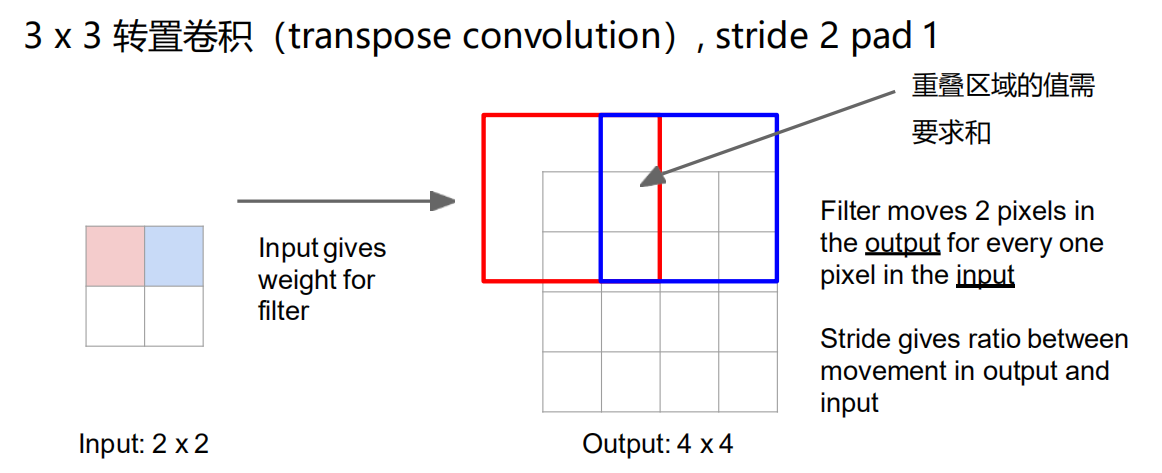 3 x 3 转置卷积（transpose convolution）, stride 2 pad 1
重叠区域的值需
要求和
Input gives
weight for
filter
Filter moves 2 pixels in
the output for every one
pixel in the input
Stride gives ratio between
movement in output and
input
Input: 2 x 2
Output: 4 x 4